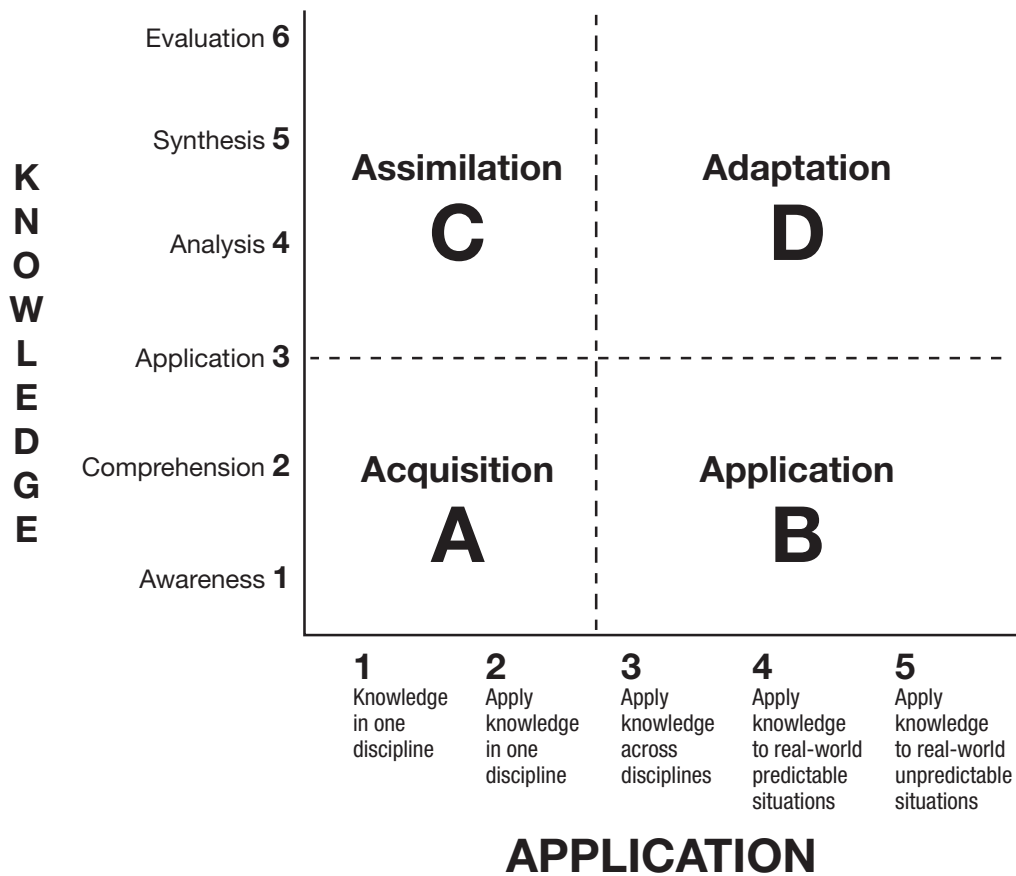 Evaluation 6
Synthesis 5
Analysis 4
Application 3
Comprehension 2
Awareness 1
KNOWLEDGE
Assimilation
C
Adaptation
D
Acquisition
A
Application
B
1
Knowledge
in one
discipline
2
Apply
knowledge
in one
discipline
3
Apply
knowledge
across
disciplines
4
Apply
knowledge
to real-world
predictable
situations
5
Apply
knowledge
to real-world
unpredictable
situations
APPLICATION